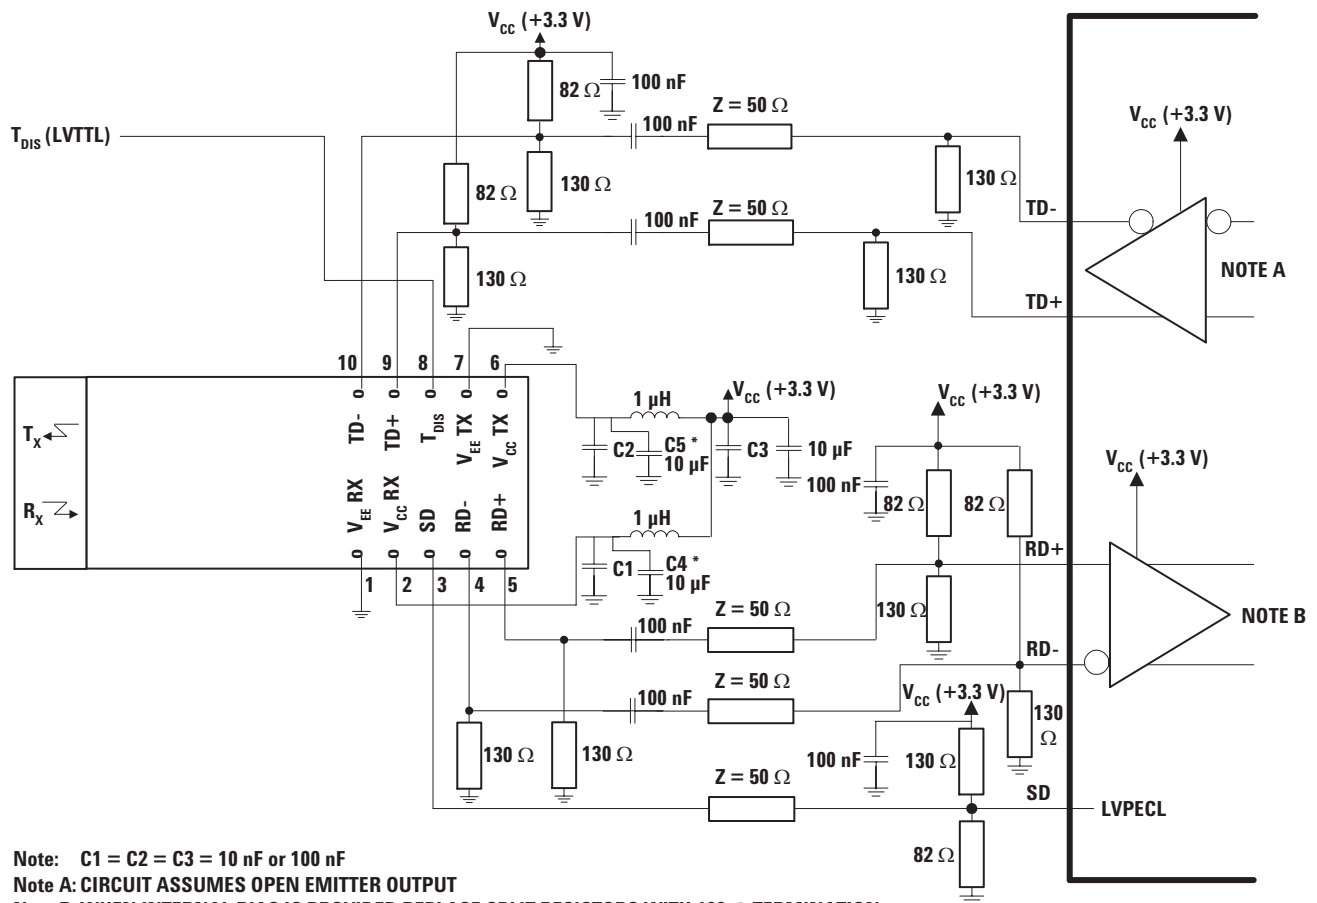 V_CC (+3.3 V)
82 Ω
100 nF
Z = 50 Ω
100 nF
V_CC (+3.3 V)
T_DIS (LVTTL)
82 Ω
130 Ω
130 Ω
Z = 50 Ω
100 nF
TD-
130 Ω
130 Ω
NOTE A
TD+
10 9 8 7 6
TD-
TD+
T_DIS
V_EE TX
V_CC TX
T_X
R_X
V_EE RX
V_CC RX
SD
RD-
RD+
1 2 3 4 5
1 µH
V_CC (+3.3 V)
C2
C5 *
10 µF
C3
10 µF
1 µH
C1
C4 *
10 µF
V_CC (+3.3 V)
100 nF
82 Ω
82 Ω
V_CC (+3.3 V)
RD+
130 Ω
NOTE B
Z = 50 Ω
100 nF
RD-
Z = 50 Ω
100 nF
V_CC (+3.3 V)
130 Ω
130 Ω
130 Ω
100 nF
130 Ω
Z = 50 Ω
SD
LVPECL
82 Ω
Note: C1 = C2 = C3 = 10 nF or 100 nF
Note A: CIRCUIT ASSUMES OPEN EMITTER OUTPUT